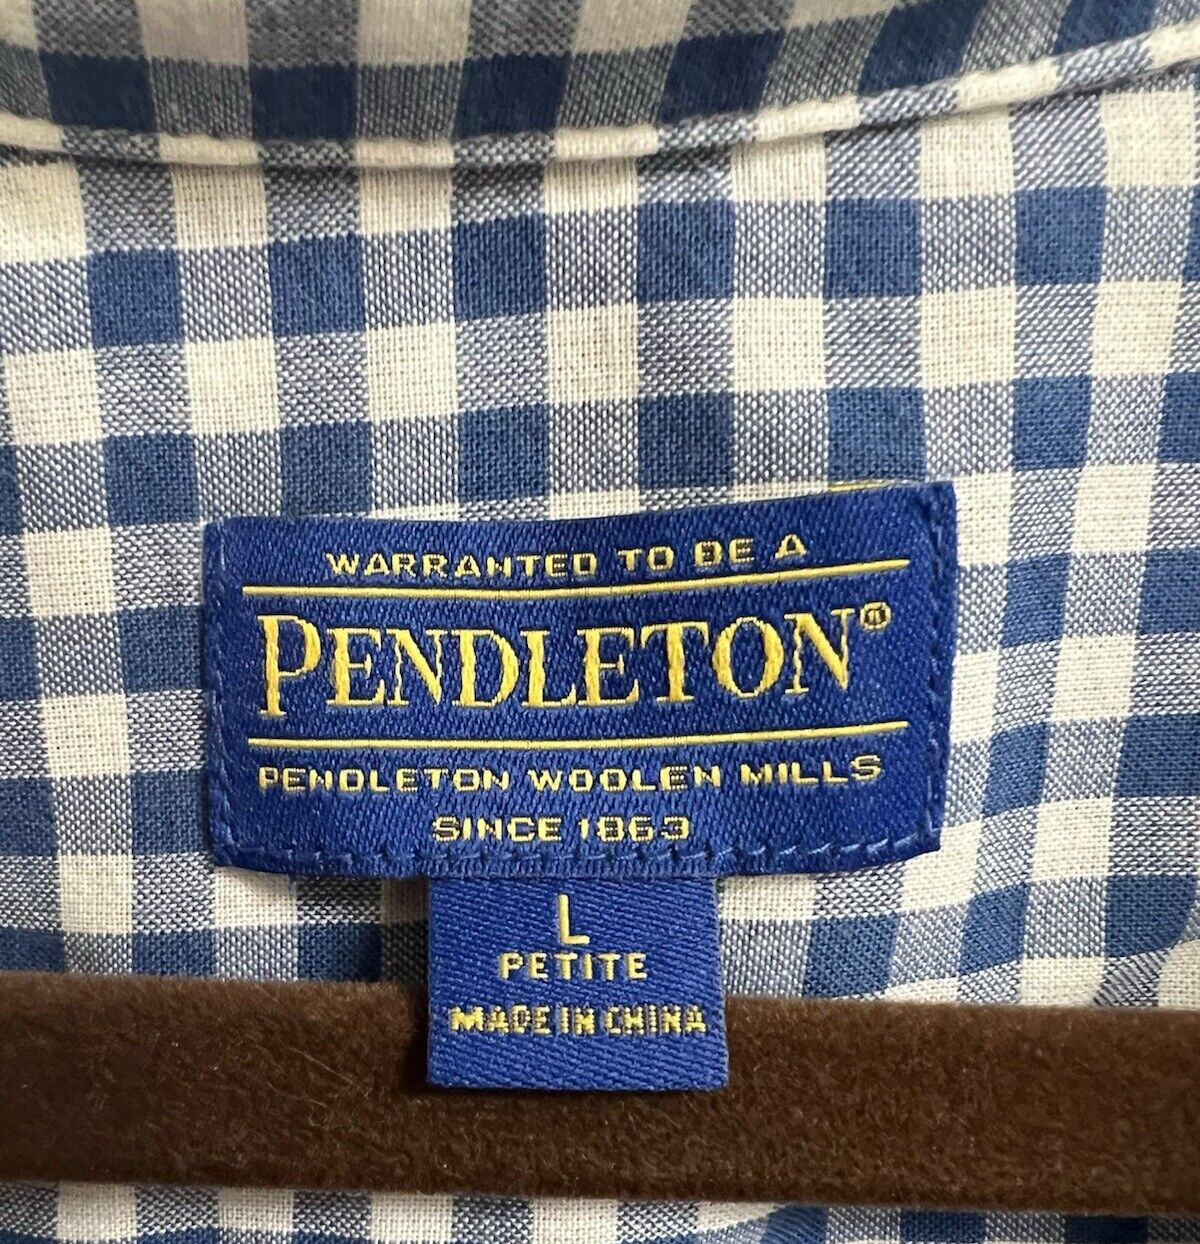 WARRANTED TO BE A
PENDLETON®
PENDLETON WOOLEN MILLS
SINCE 1863
L
PETITE
MADE IN CHINA